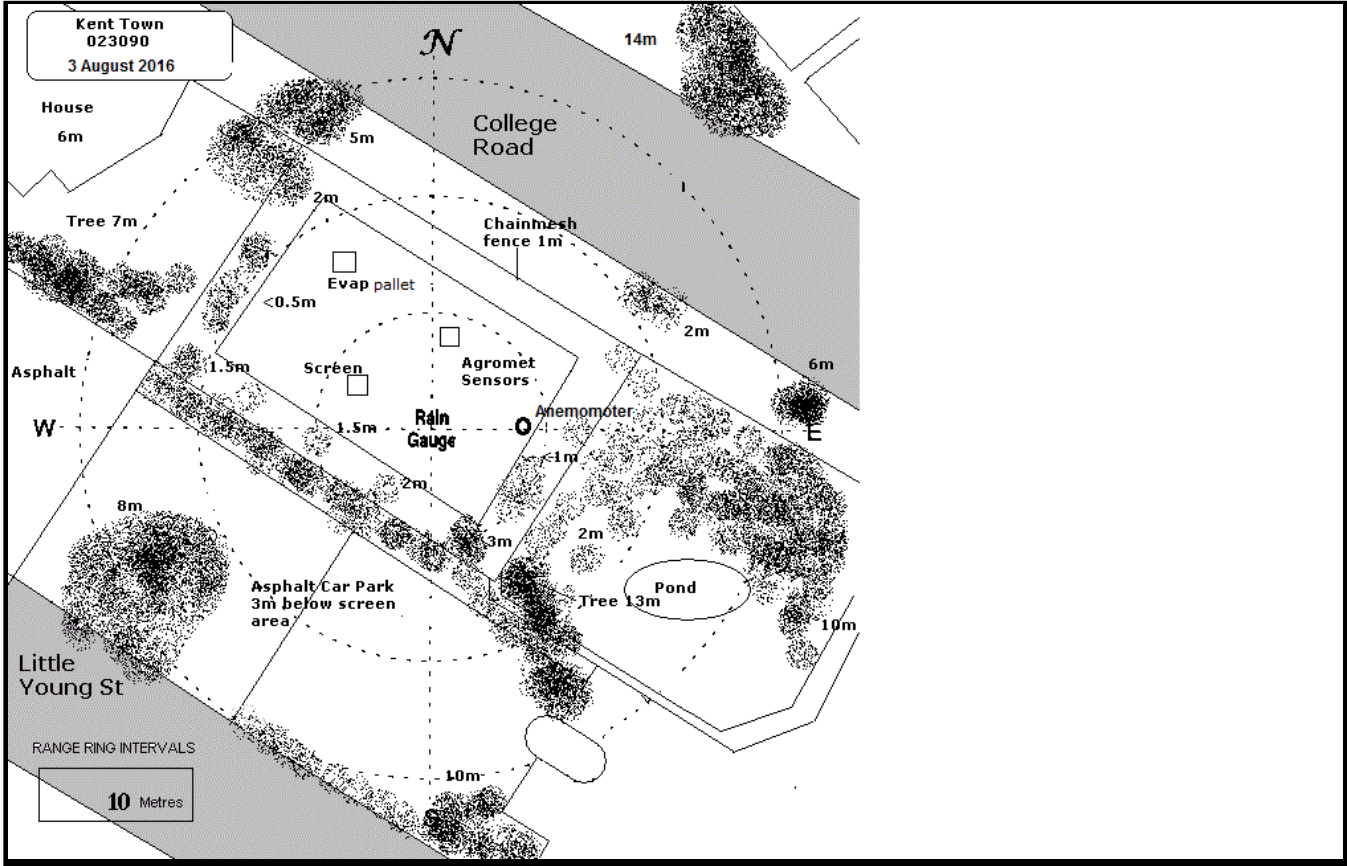 Kent Town
023090
3 August 2016
N
14m
House
6m
5m
College
Road
2m
Tree 7m
Chainmesh
fence 1m
Evap pallet
<0.5m
2m
Asphalt
1.5m
Screen
Agromet
Sensors
6m
W
1.5m
Rain
Gauge
Anemomoter
E
<1m
2m
8m
3m
2m
Asphalt Car Park
3m below screen
area
Tree 13m
Pond
10m
Little
Young St
RANGE RING INTERVALS
10 Metres
10m
S